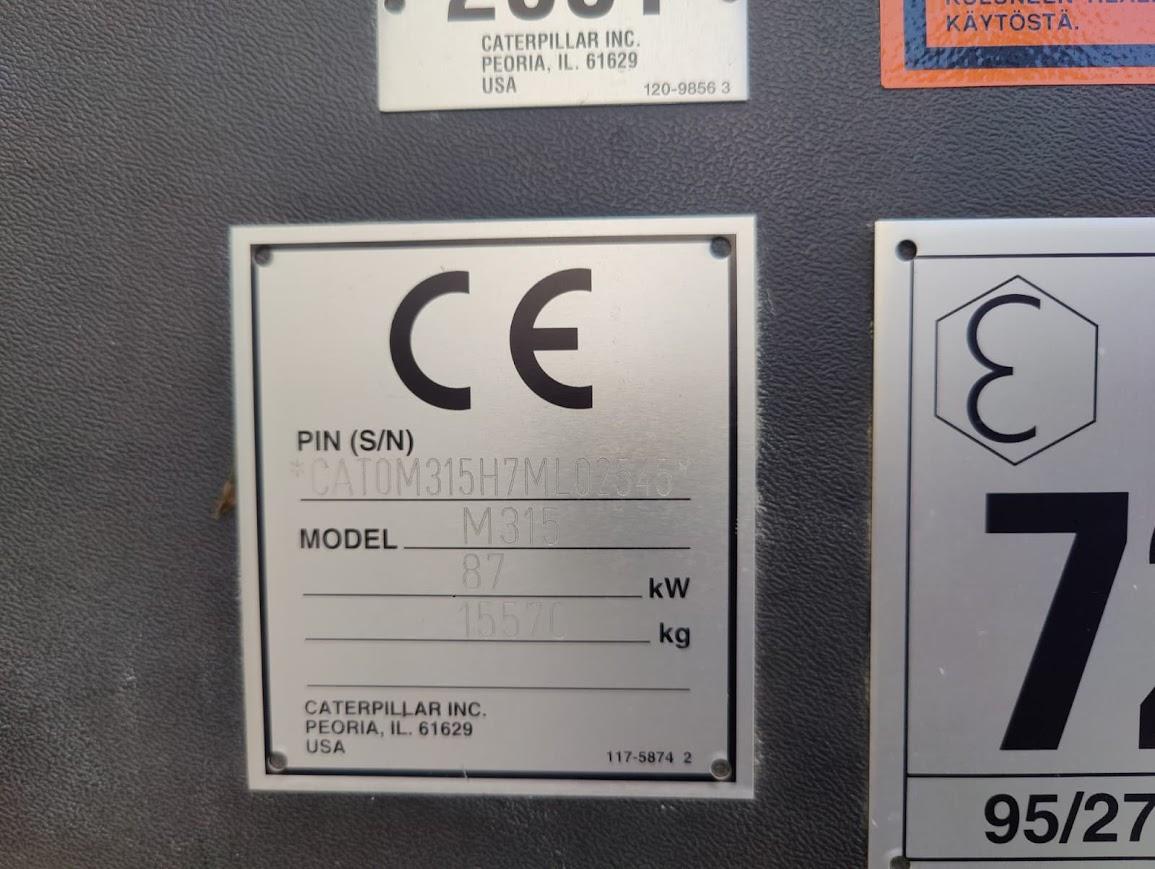 2001
CATERPILLAR INC.
PEORIA, IL. 61629
USA
120-9856 3
KÄYTÖSTÄ.
CE
PIN (S/N)
*CAT0M315H7ML02545*
MODEL M315
87 kW
15570 kg
CATERPILLAR INC.
PEORIA, IL. 61629
USA
117-5874 2
ε
72
95/27